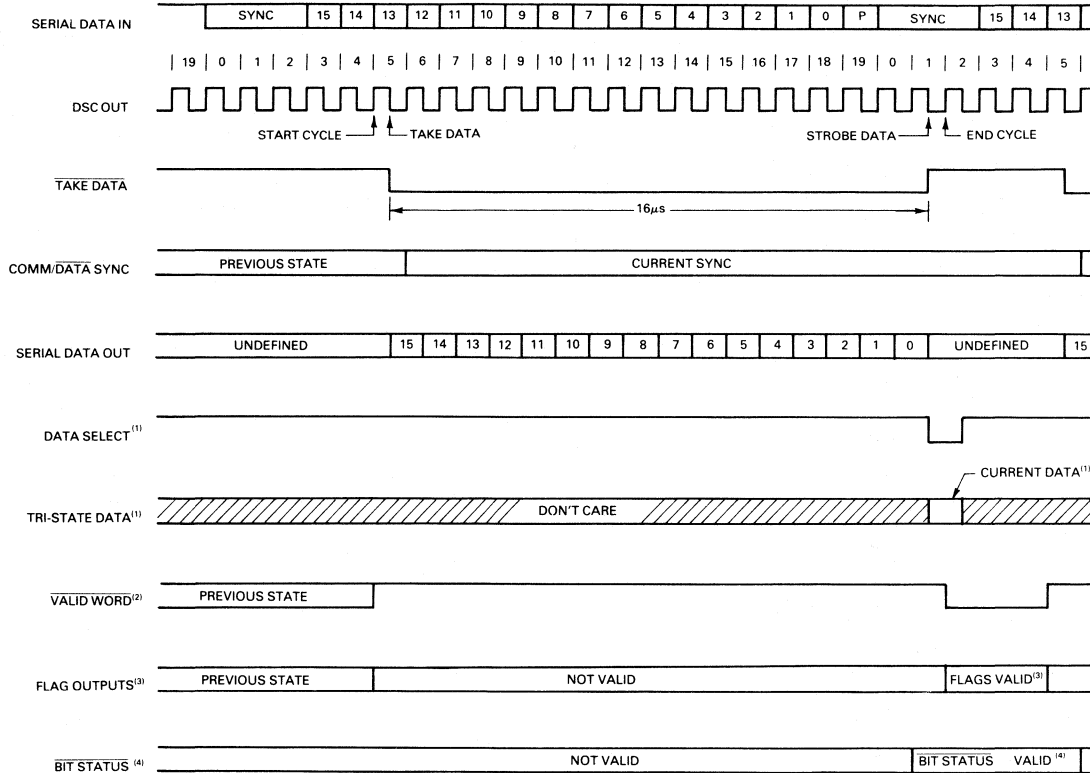 SERIAL DATA IN SYNC 15 14 13 12 11 10 9 8 7 6 5 4 3 2 1 0 P SYNC 15 14 13
19 0 1 2 3 4 5 6 7 8 9 10 11 12 13 14 15 16 17 18 19 0 1 2 3 4 5
DSC OUT
START CYCLE TAKE DATA STROBE DATA END CYCLE
TAKE DATA
16μs
COMM/DATA SYNC PREVIOUS STATE CURRENT SYNC
SERIAL DATA OUT UNDEFINED 15 14 13 12 11 10 9 8 7 6 5 4 3 2 1 0 UNDEFINED 15
DATA SELECT(1)
CURRENT DATA(1)
TRI-STATE DATA(1) DON'T CARE
VALID WORD(2) PREVIOUS STATE
FLAG OUTPUTS(3) PREVIOUS STATE NOT VALID FLAGS VALID(3)
BIT STATUS (4) NOT VALID BIT STATUS VALID (4)